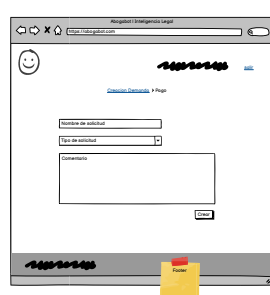 Abogabot | Inteligencia Legal
https://abogabot.com
salir
Creacion Demanda > Pago
Nombre de solicitud
Tipo de solicitud
Comentario
Crear
Footer